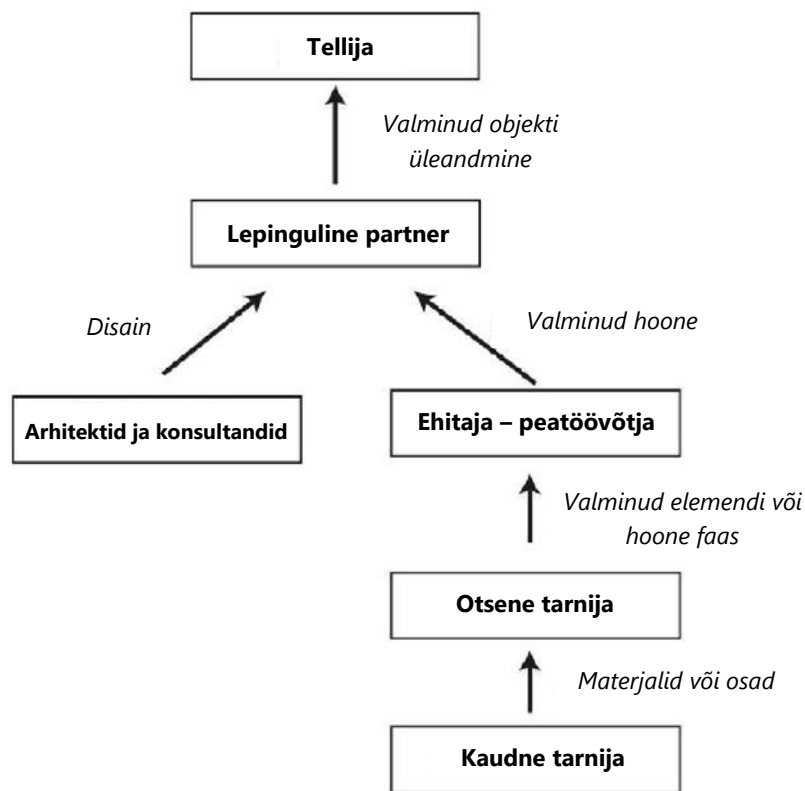 Tellija
Valminud objekti
üleandmine
Lepinguline partner
Disain
Valminud hoone
Arhitektid ja konsultandid
Ehitaja – peatöövõtja
Valminud elemendi või
hoone faas
Otsene tarnija
Materjalid või osad
Kaudne tarnija